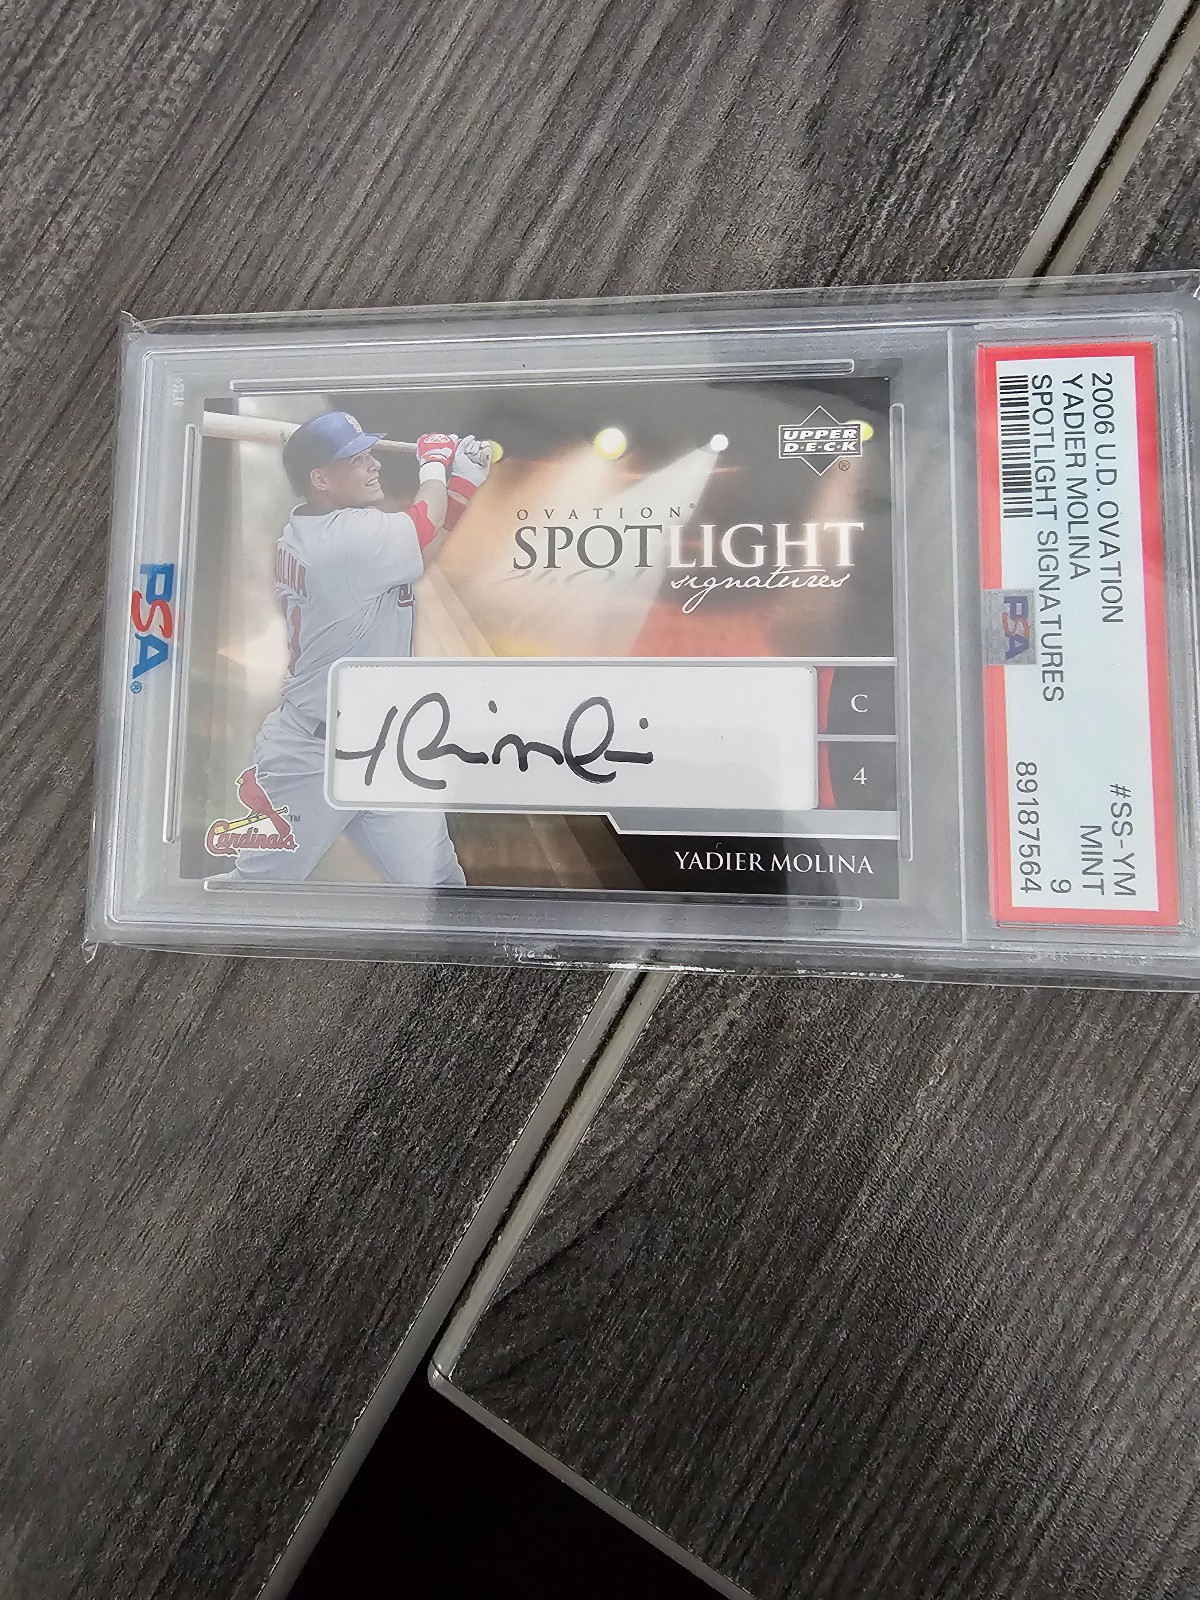 UPPER
D·E·C·K
®
OVATION®
SPOTLIGHT
signatures
C
4
Cardinals™
YADIER MOLINA
PSA®
2006 U.D. OVATION #SS-YM
YADIER MOLINA MINT
SPOTLIGHT SIGNATURES 9
89187564
PSA